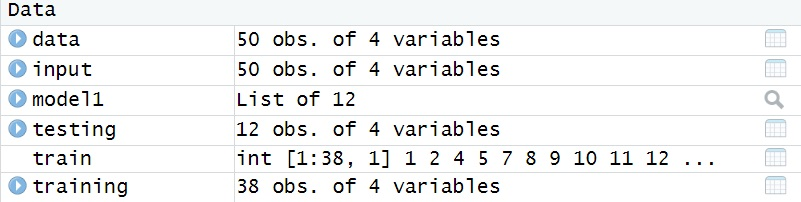 Data
data 50 obs. of 4 variables
input 50 obs. of 4 variables
model1 List of 12
testing 12 obs. of 4 variables
train int [1:38, 1] 1 2 4 5 7 8 9 10 11 12 ...
training 38 obs. of 4 variables